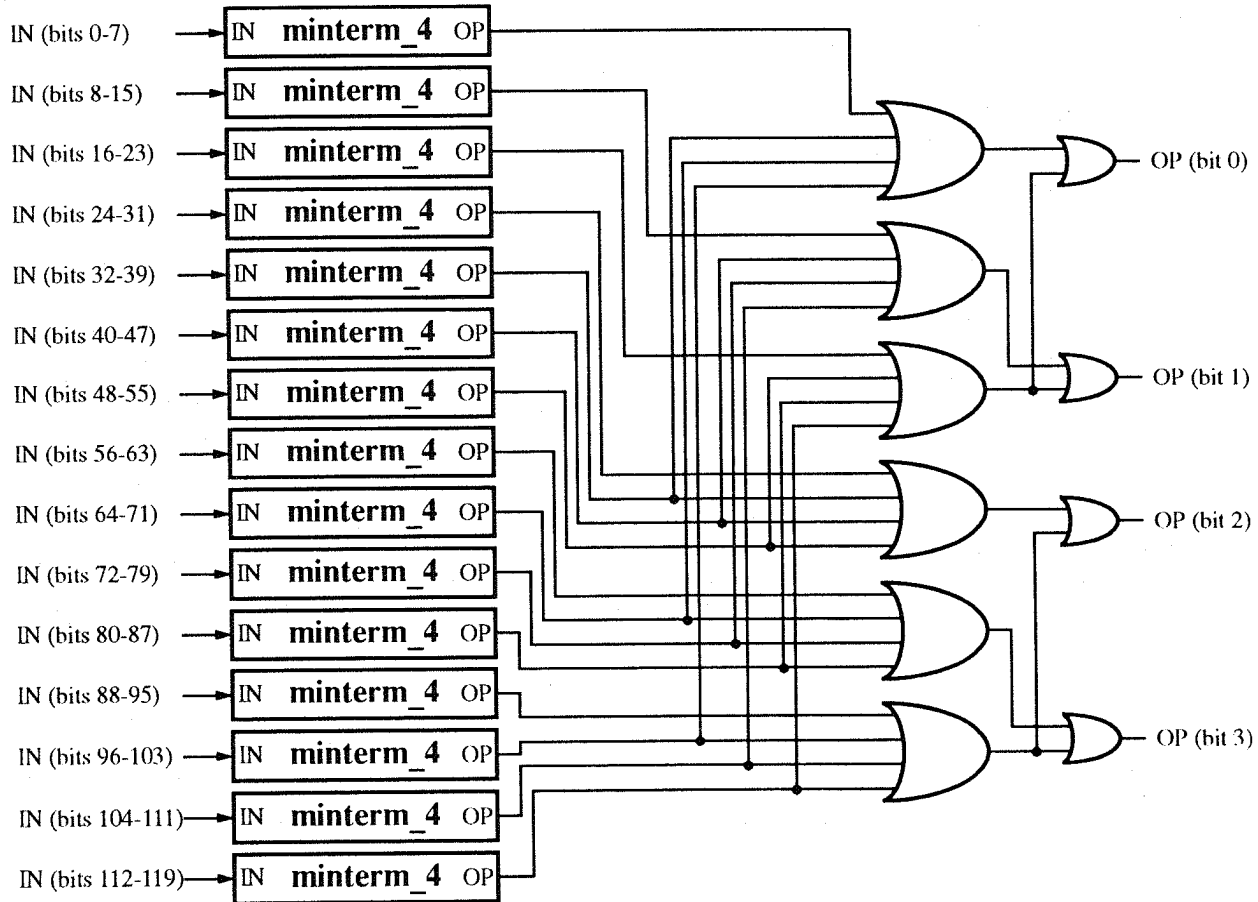 IN (bits 0-7) IN minterm_4 OP
IN (bits 8-15) IN minterm_4 OP
IN (bits 16-23) IN minterm_4 OP
OP (bit 0)
IN (bits 24-31) IN minterm_4 OP
IN (bits 32-39) IN minterm_4 OP
IN (bits 40-47) IN minterm_4 OP
IN (bits 48-55) IN minterm_4 OP
OP (bit 1)
IN (bits 56-63) IN minterm_4 OP
IN (bits 64-71) IN minterm_4 OP
OP (bit 2)
IN (bits 72-79) IN minterm_4 OP
IN (bits 80-87) IN minterm_4 OP
IN (bits 88-95) IN minterm_4 OP
IN (bits 96-103) IN minterm_4 OP
OP (bit 3)
IN (bits 104-111) IN minterm_4 OP
IN (bits 112-119) IN minterm_4 OP